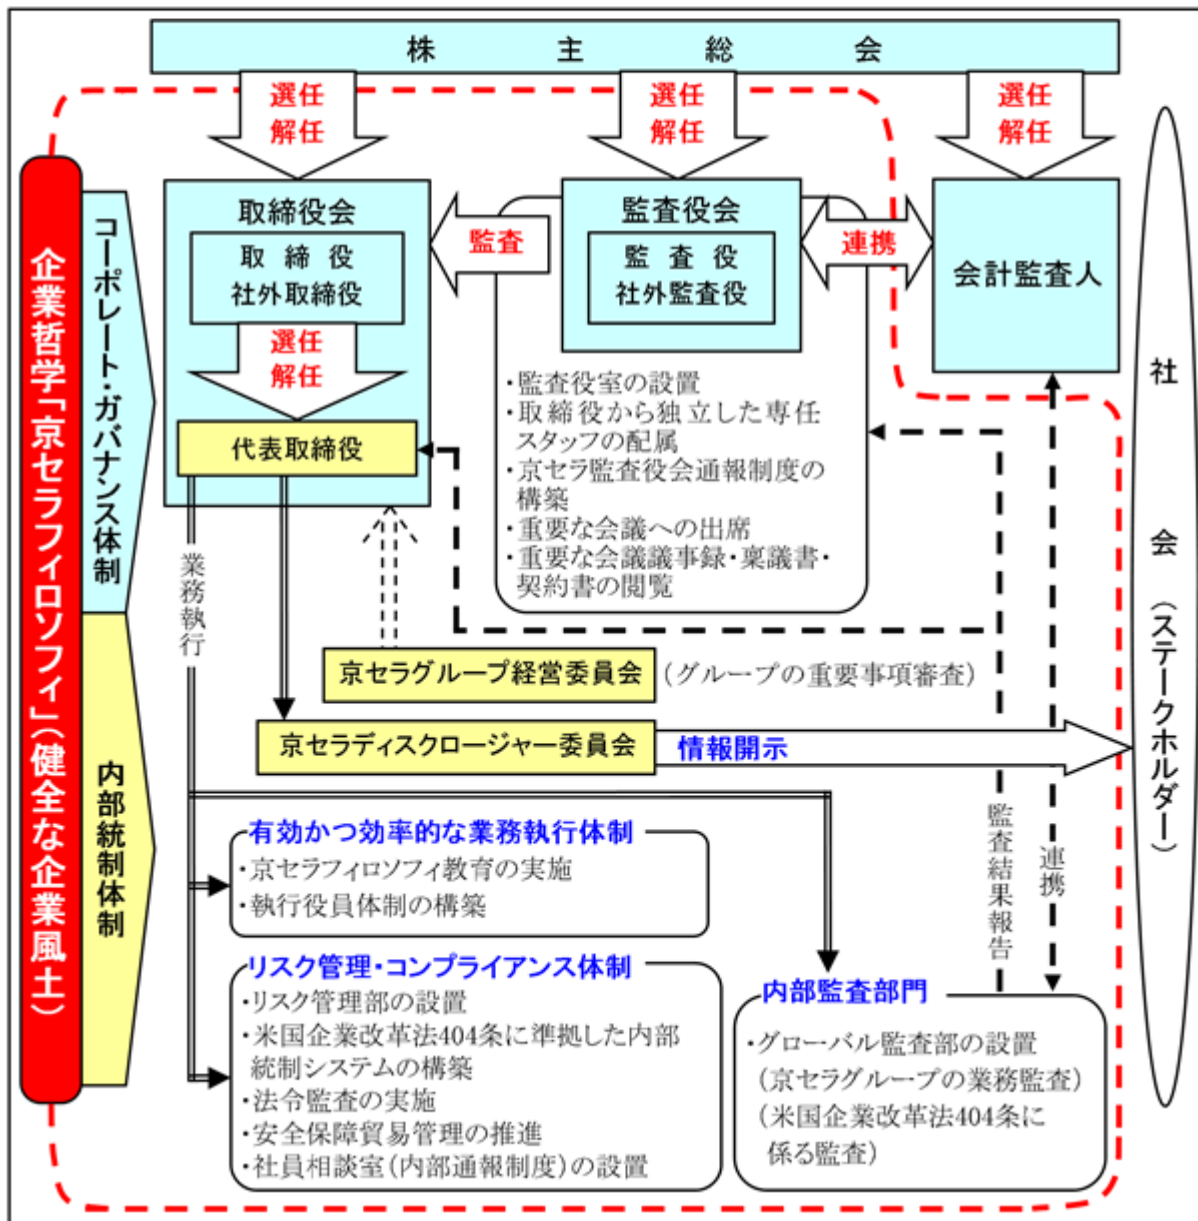 株主総会
選任
解任
選任
解任
選任
解任
企業哲学「京セラフィロソフィ」(健全な企業風土)
コーポレート・ガバナンス体制
内部統制体制
取締役会
取締役
社外取締役
選任
解任
代表取締役
監査
監査役会
監査役
社外監査役
連携
会計監査人
・監査役室の設置
・取締役から独立した専任
スタッフの配属
・京セラ監査役会通報制度の
構築
・重要な会議への出席
・重要な会議議事録・稟議書・
契約書の閲覧
業務執行
京セラグループ経営委員会
(グループの重要事項審査)
京セラディスクロージャー委員会
情報開示
社会(ステークホルダー)
監査結果報告
連携
有効かつ効率的な業務執行体制
・京セラフィロソフィ教育の実施
・執行役員体制の構築
リスク管理・コンプライアンス体制
・リスク管理部の設置
・米国企業改革法404条に準拠した内部
統制システムの構築
・法令監査の実施
・安全保障貿易管理の推進
・社員相談室(内部通報制度)の設置
内部監査部門
・グローバル監査部の設置
(京セラグループの業務監査)
(米国企業改革法404条に
係る監査)